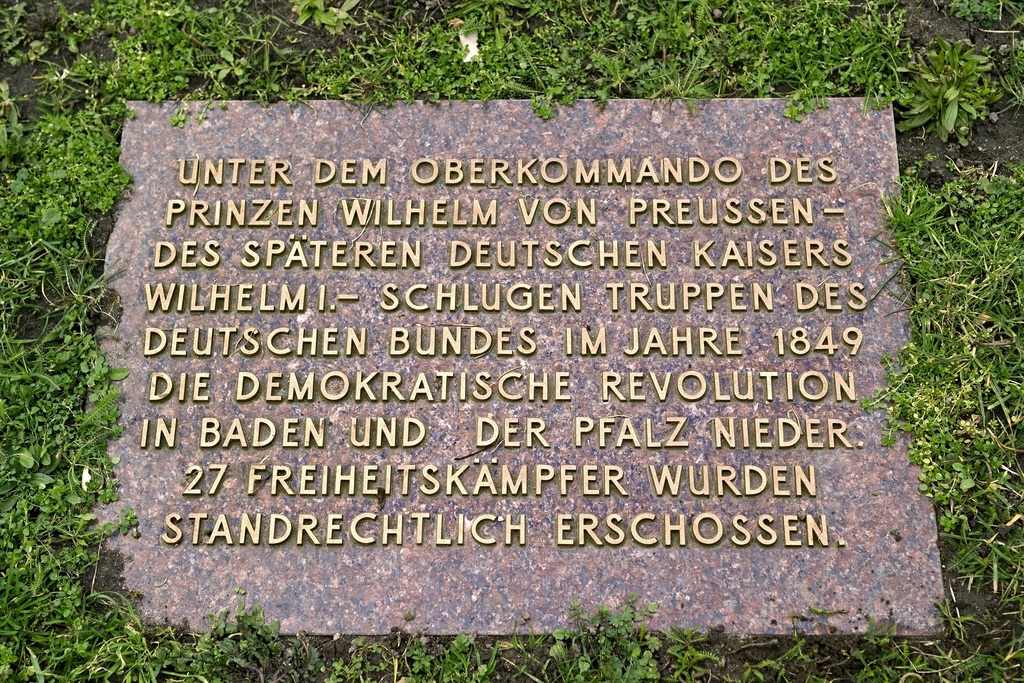 UNTER DEM OBERKOMMANDO DES
PRINZEN WILHELM VON PREUSSEN–
DES SPÄTEREN DEUTSCHEN KAISERS
WILHELM I.– SCHLUGEN TRUPPEN DES
DEUTSCHEN BUNDES IM JAHRE 1849
DIE DEMOKRATISCHE REVOLUTION
IN BADEN UND DER PFALZ NIEDER.
27 FREIHEITSKÄMPFER WURDEN
STANDRECHTLICH ERSCHOSSEN.